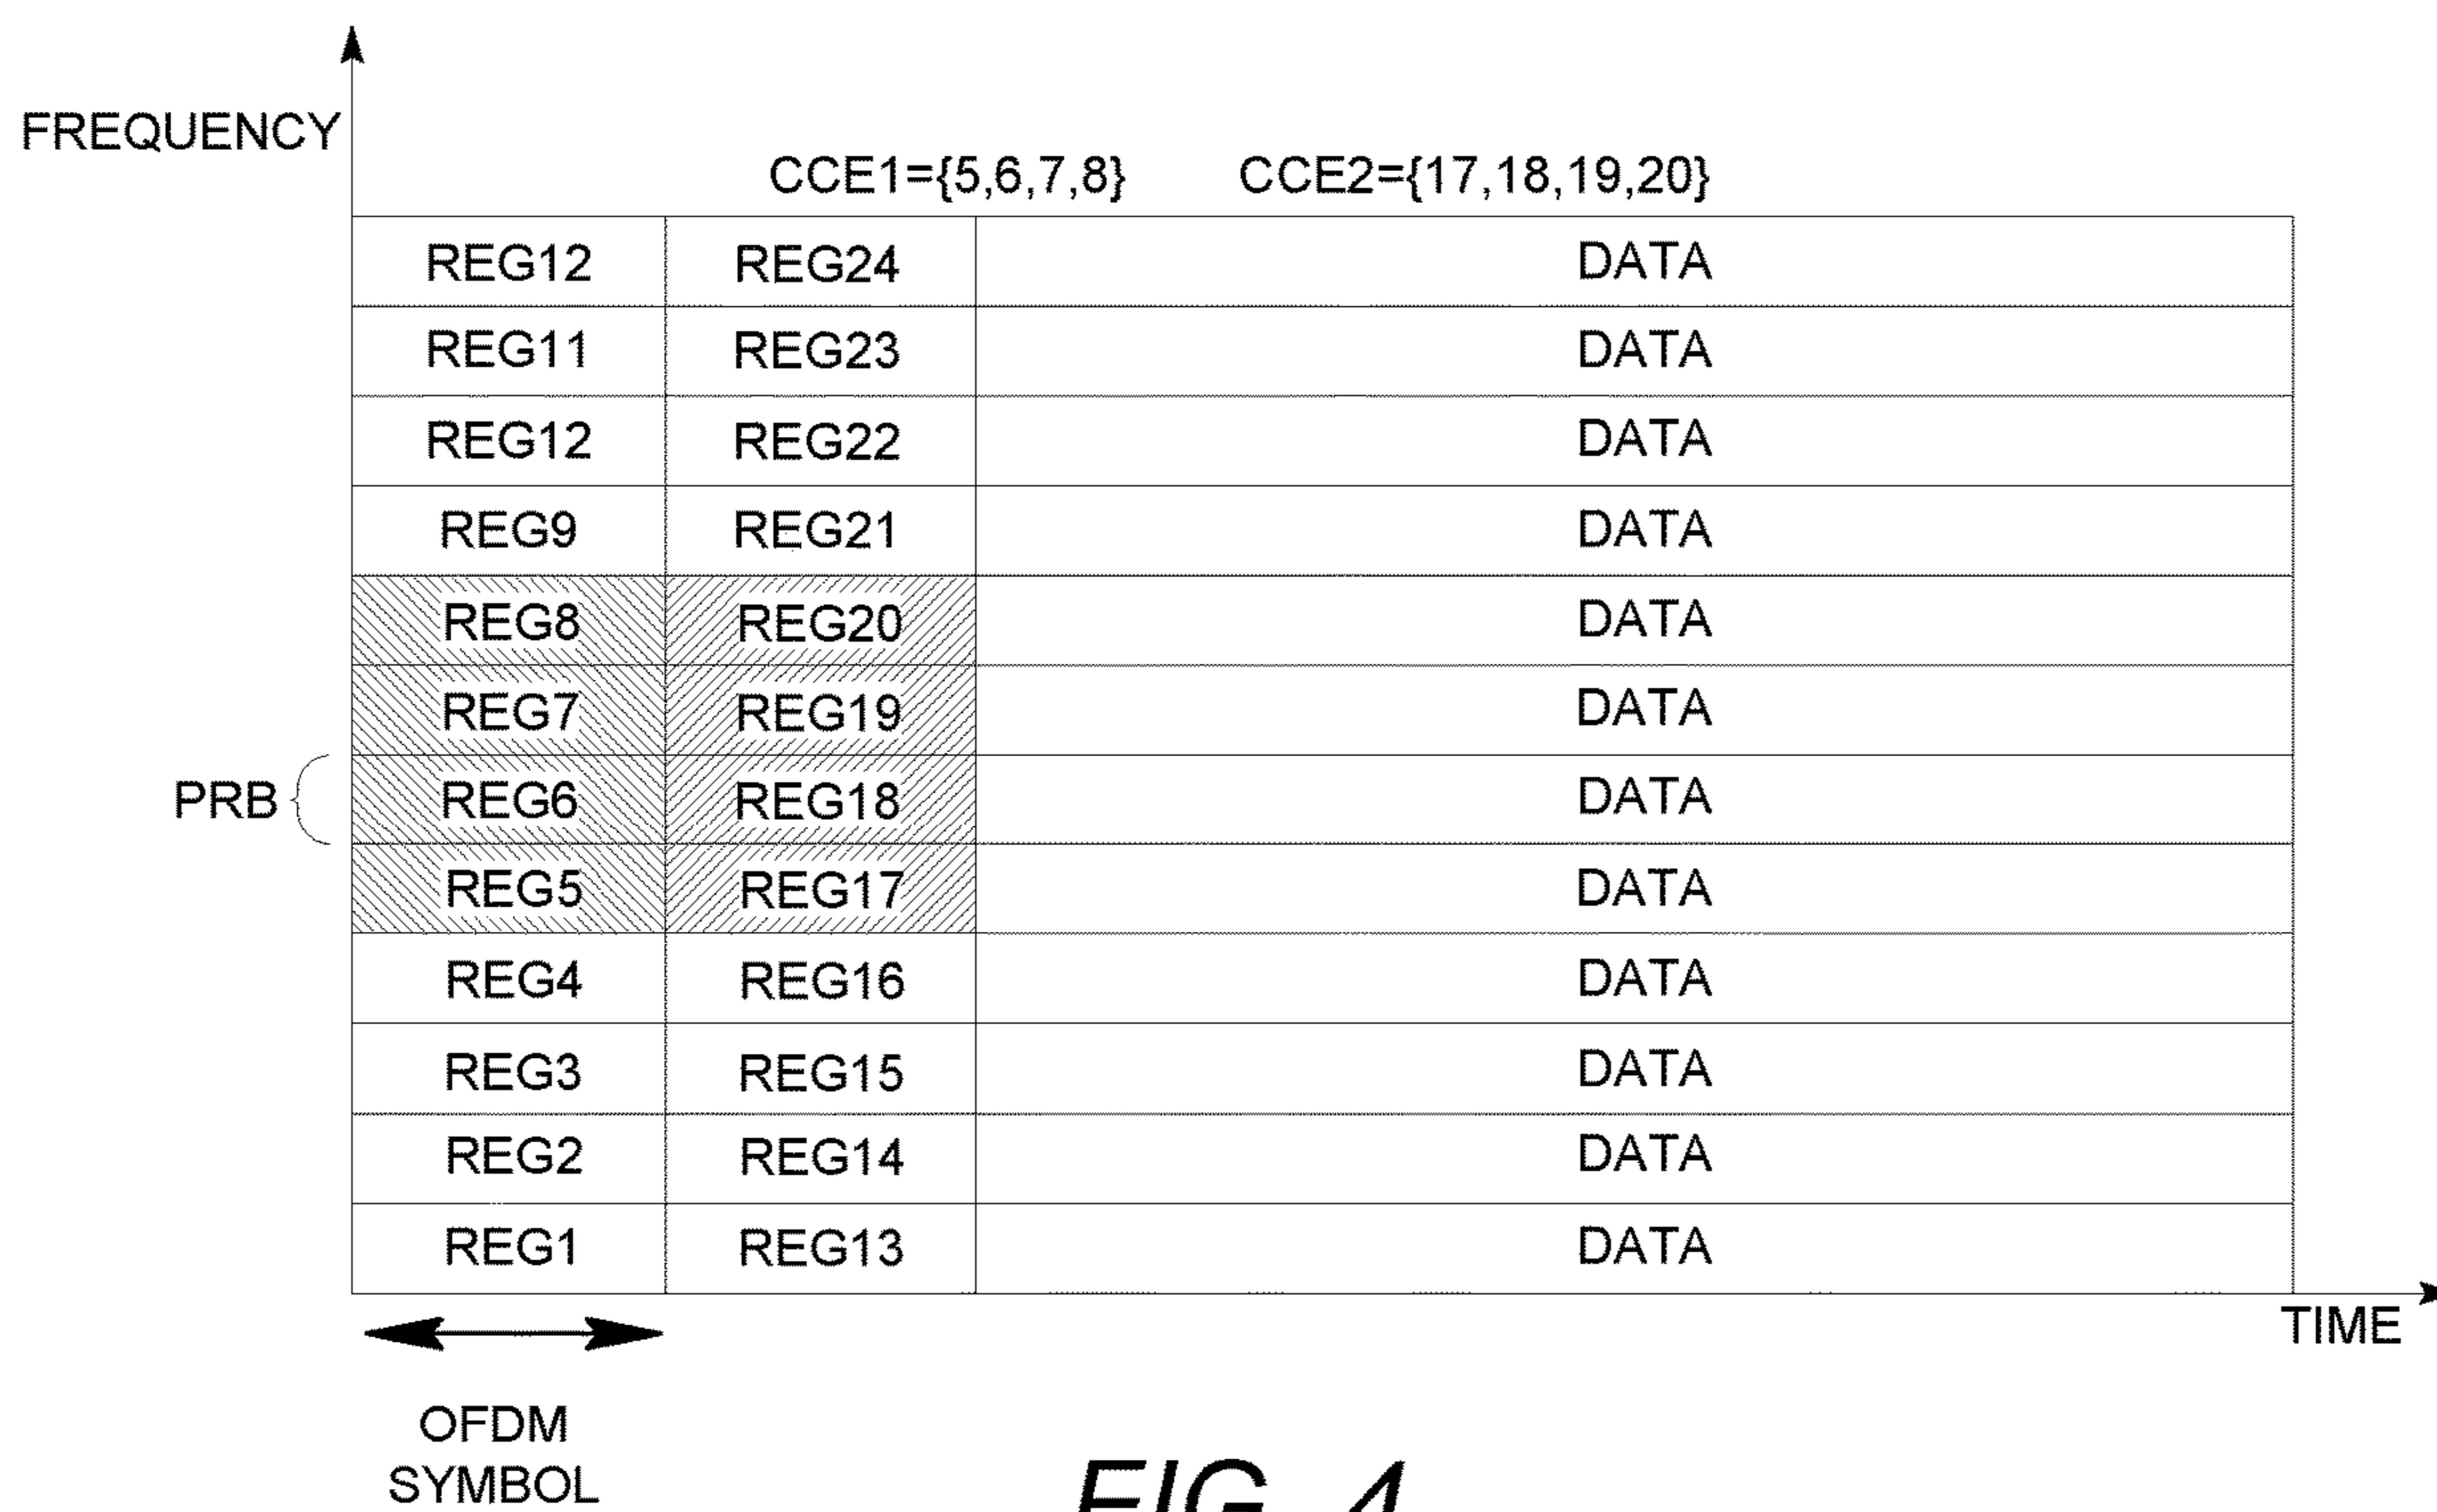 FREQUENCY
CCE1={5,6,7,8} CCE2={17,18,19,20}
REG12 REG24 DATA
REG11 REG23 DATA
REG12 REG22 DATA
REG9 REG21 DATA
REG8 REG20 DATA
REG7 REG19 DATA
PRB REG6 REG18 DATA
REG5 REG17 DATA
REG4 REG16 DATA
REG3 REG15 DATA
REG2 REG14 DATA
REG1 REG13 DATA
TIME
OFDM
SYMBOL
FIG. 4